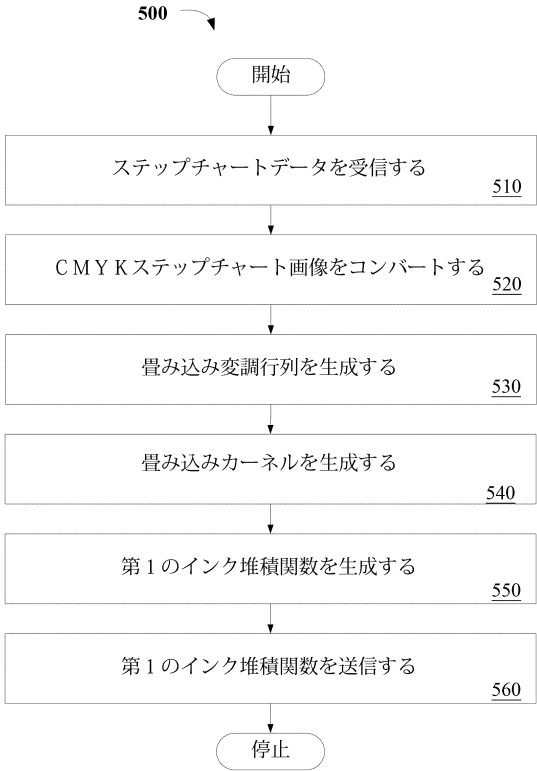 500
開始
ステップチャートデータを受信する
510
ＣＭＹＫステップチャート画像をコンバートする
520
畳み込み変調行列を生成する
530
畳み込みカーネルを生成する
540
第１のインク堆積関数を生成する
550
第１のインク堆積関数を送信する
560
停止